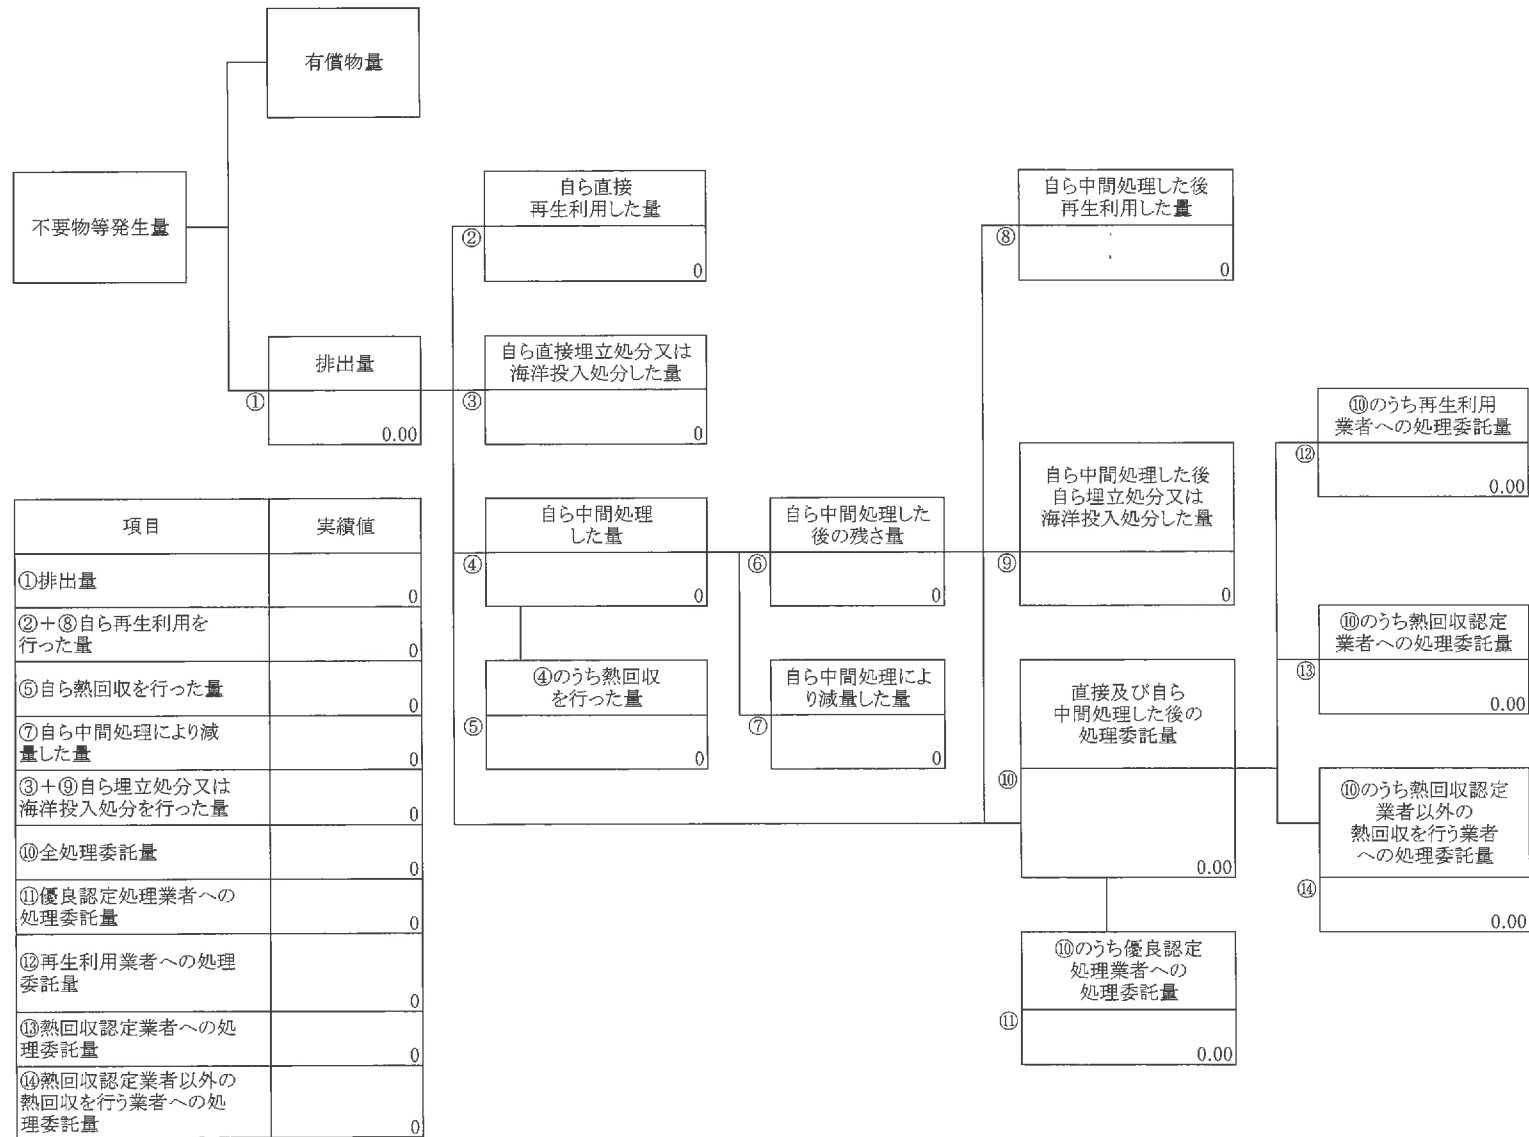 有償物量
不要物等発生量
自ら直接
再生利用した量
②
0
自ら中間処理した後
再生利用した量
⑧
0
排出量
①
0.00
自ら直接埋立処分又は
海洋投入処分した量
③
0
⑩のうち再生利用
業者への処理委託量
⑫
0.00
自ら中間処理
した量
④
0
自ら中間処理した
後の残さ量
⑥
0
自ら中間処理した後
自ら埋立処分又は
海洋投入処分した量
⑨
0
⑩のうち熱回収認定
業者への処理委託量
⑬
0.00
④のうち熱回収
を行った量
⑤
0
自ら中間処理によ
り減量した量
⑦
0
直接及び自ら
中間処理した後の
処理委託量
⑩
0.00
⑩のうち熱回収認定
業者以外の
熱回収を行う業者
への処理委託量
⑭
0.00
⑩のうち優良認定
処理業者への
処理委託量
⑪
0.00
項目 実績値
①排出量
0
②+⑧自ら再生利用を
行った量
0
⑤自ら熱回収を行った量
0
⑦自ら中間処理により減
量した量
0
③+⑨自ら埋立処分又は
海洋投入処分を行った量
0
⑩全処理委託量
0
⑪優良認定処理業者への
処理委託量
0
⑫再生利用業者への処理
委託量
0
⑬熱回収認定業者への処
理委託量
0
⑭熱回収認定業者以外の
熱回収を行う業者への処
理委託量
0